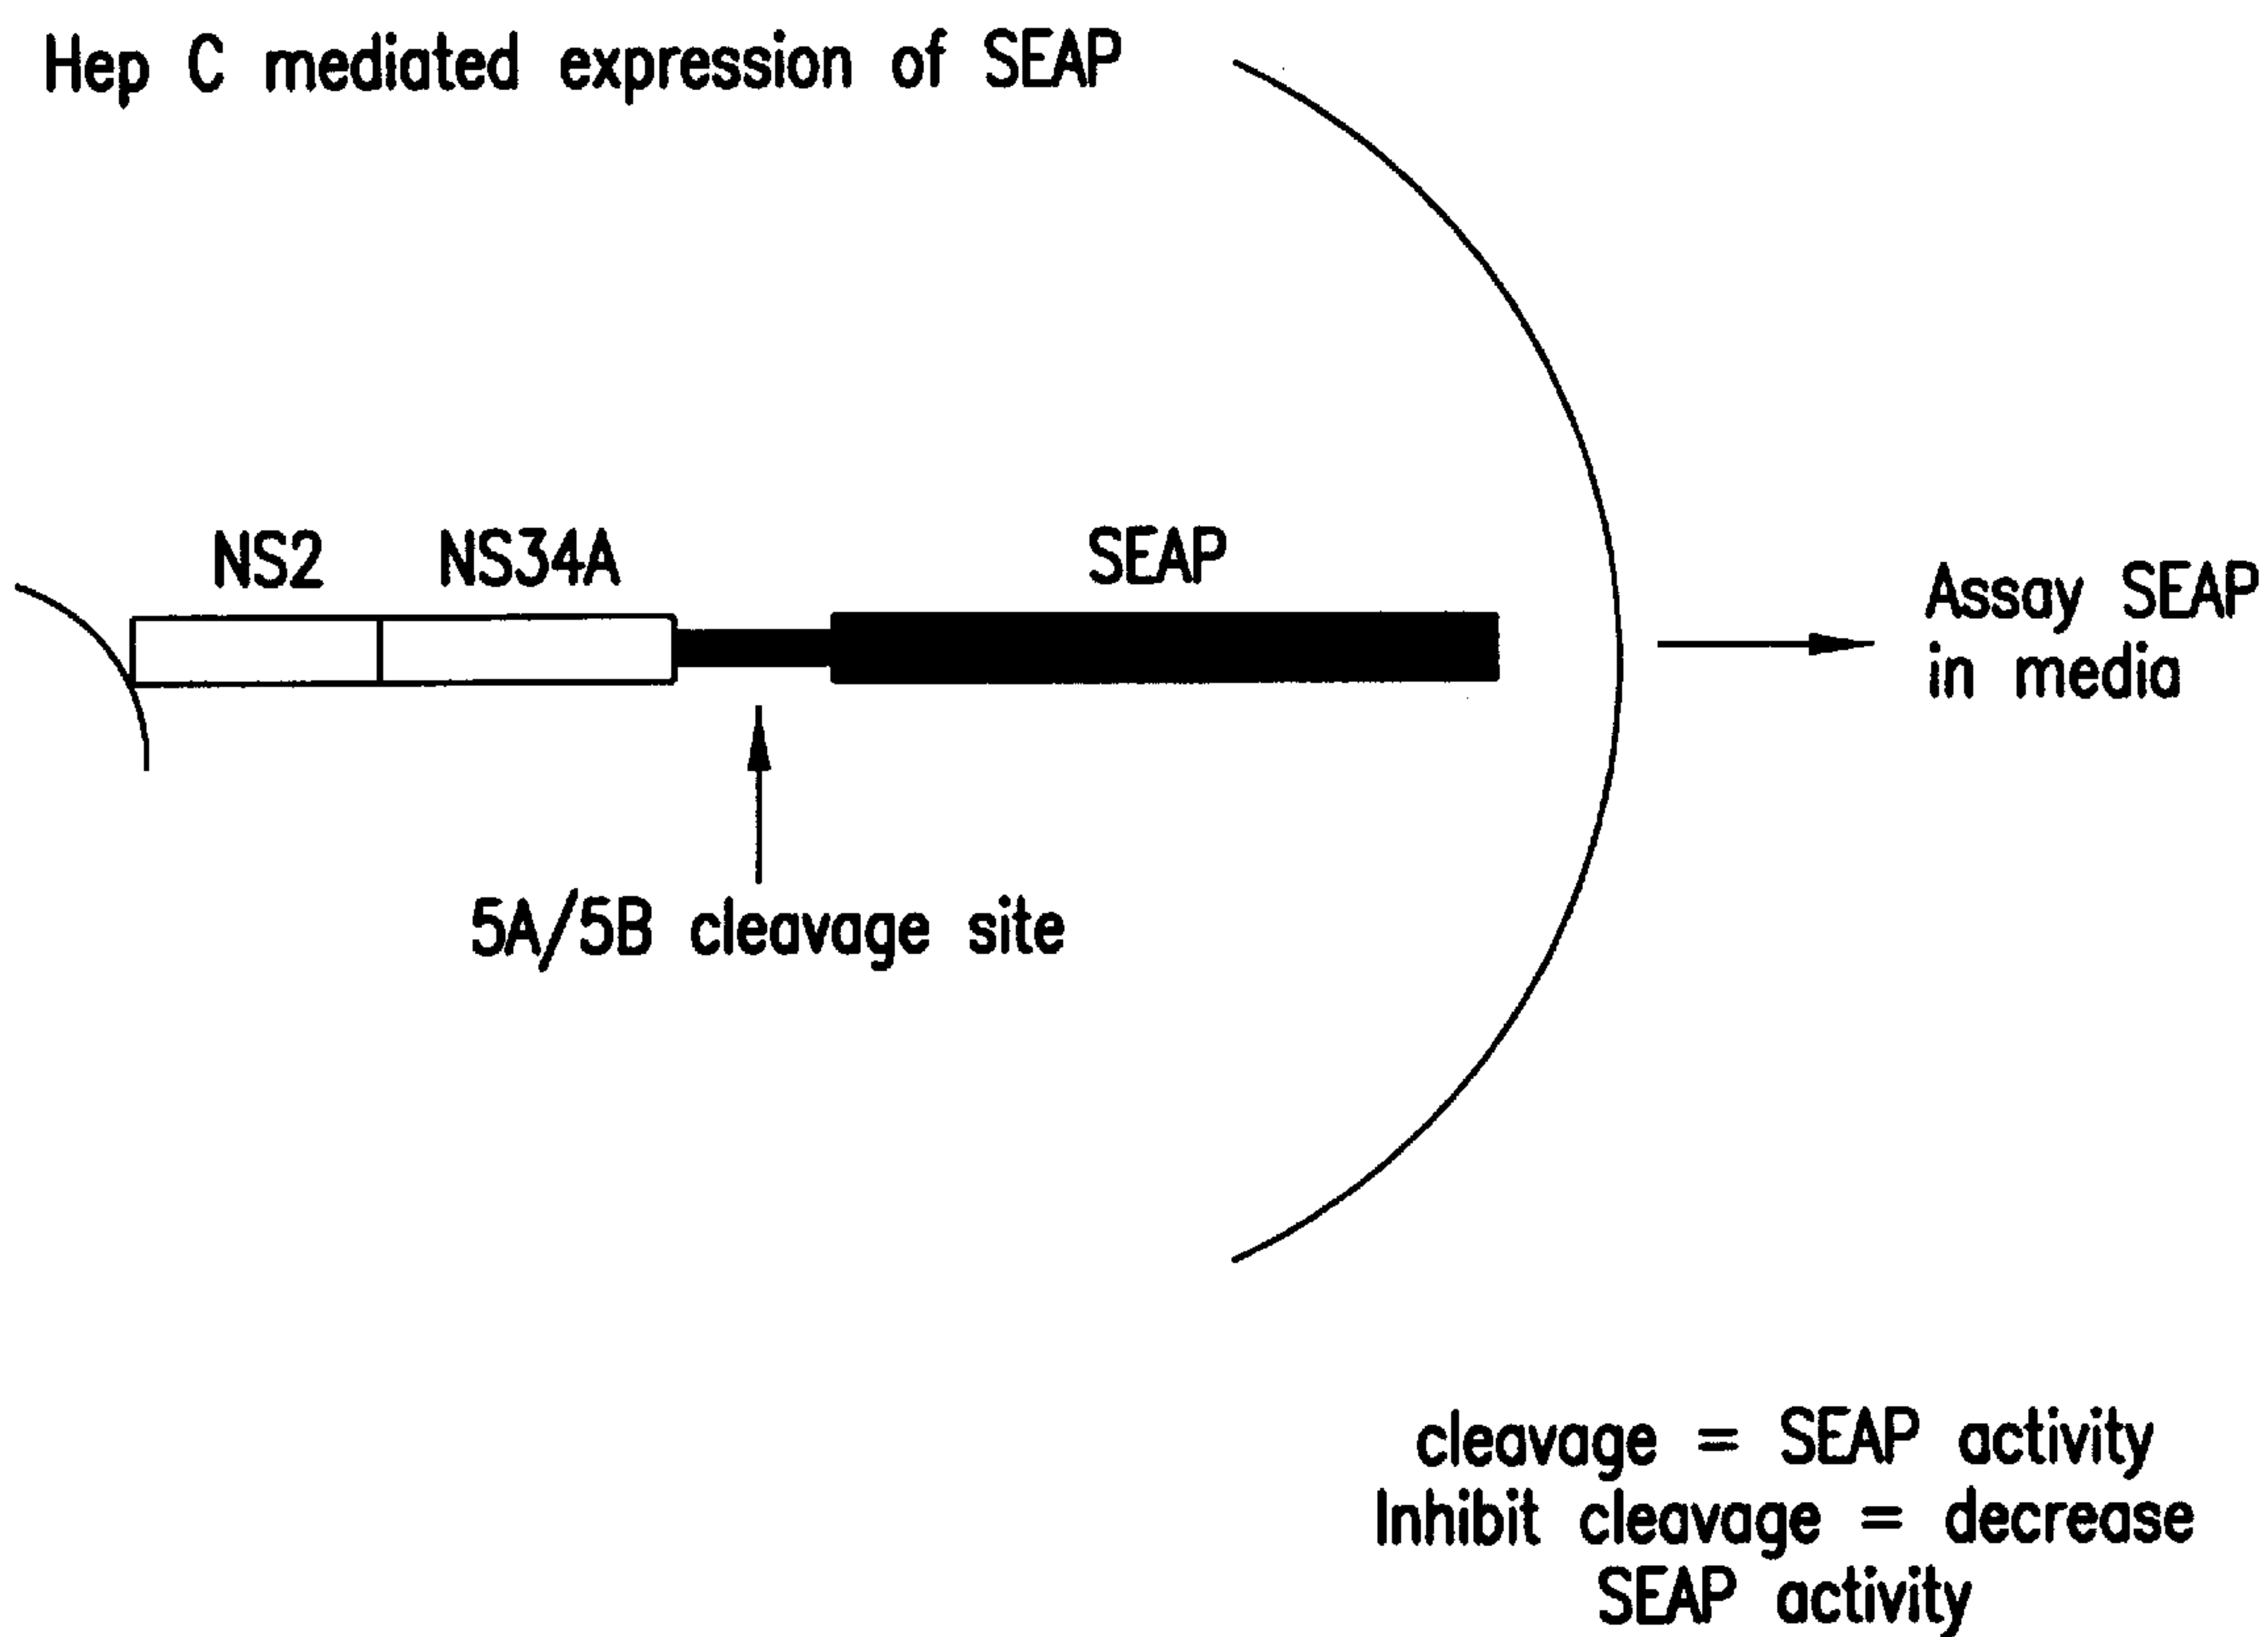 Hep C mediated expression of SEAP
NS2
NS34A
SEAP
Assay SEAP
in media
5A/5B cleavage site
cleavage = SEAP activity
Inhibit cleavage = decrease
SEAP activity